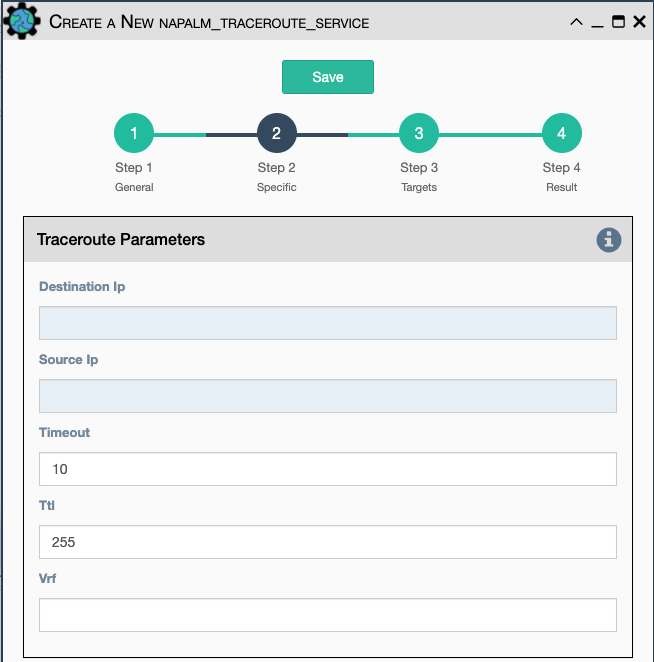 Create a New napalm_traceroute_service
Save
1 2 3 4
Step 1 Step 2 Step 3 Step 4
General Specific Targets Result
Traceroute Parameters
Destination Ip
Source Ip
Timeout
10
Ttl
255
Vrf